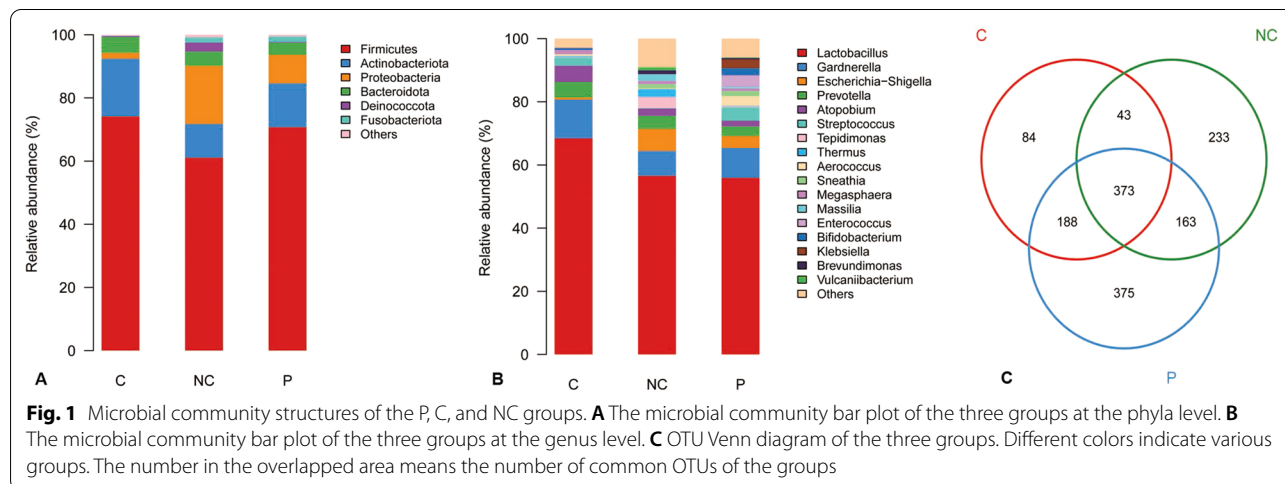 100
80
60
40
20
0
Relative abundance (%)
Firmicutes
Actinobacteriota
Proteobacteria
Bacteroidota
Deinococcota
Fusobacteriota
Others
A
C
NC
P
100
80
60
40
20
0
Relative abundance (%)
Lactobacillus
Gardnerella
Escherichia−Shigella
Prevotella
Atopobium
Streptococcus
Tepidimonas
Thermus
Aerococcus
Sneathia
Megasphaera
Massilia
Enterococcus
Bifidobacterium
Klebsiella
Brevundimonas
Vulcaniibacterium
Others
B
C
NC
P
C
NC
84
43
233
373
188
163
375
C
P
Fig. 1 Microbial community structures of the P, C, and NC groups. A The microbial community bar plot of the three groups at the phyla level. B
The microbial community bar plot of the three groups at the genus level. C OTU Venn diagram of the three groups. Different colors indicate various
groups. The number in the overlapped area means the number of common OTUs of the groups